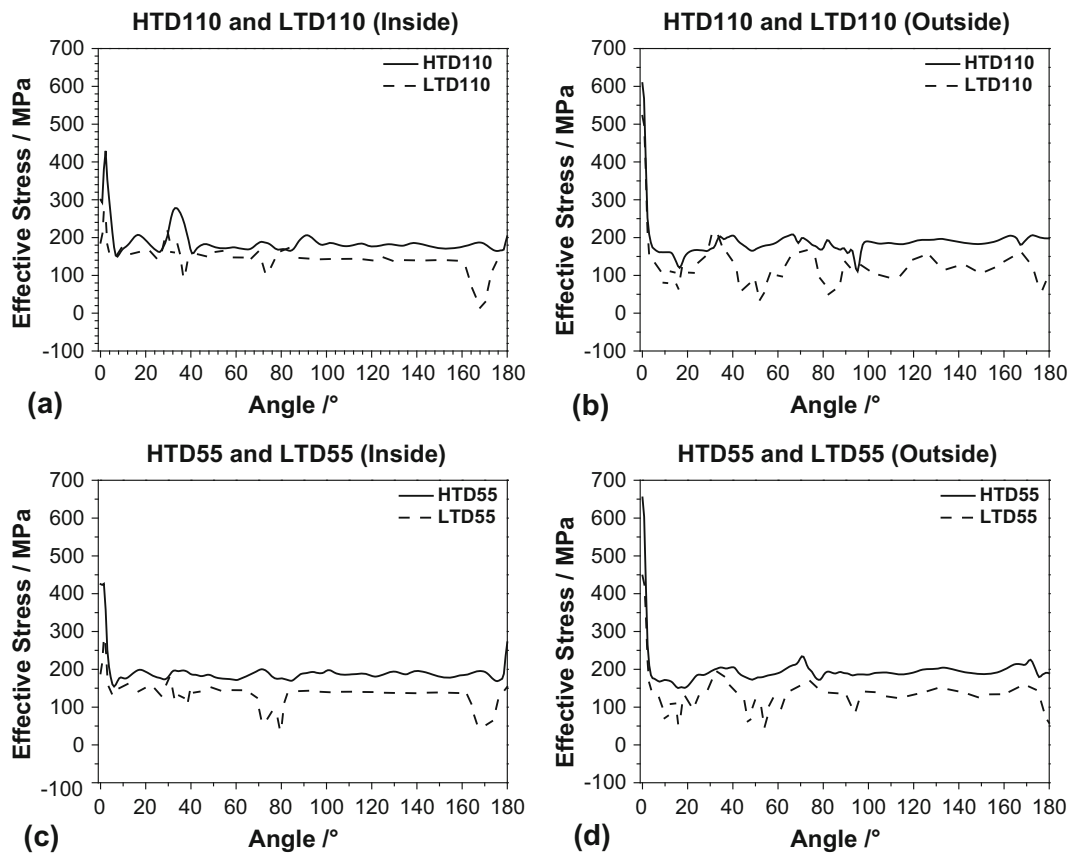 HTD110 and LTD110 (Inside)
700
600
500
400
300
200
100
0
-100
Effective Stress / MPa
HTD110
LTD110
0 20 40 60 80 100 120 140 160 180
Angle /°
(a)
HTD110 and LTD110 (Outside)
700
600
500
400
300
200
100
0
-100
Effective Stress / MPa
HTD110
LTD110
0 20 40 60 80 100 120 140 160 180
Angle /°
(b)
HTD55 and LTD55 (Inside)
700
600
500
400
300
200
100
0
-100
Effective Stress / MPa
HTD55
LTD55
0 20 40 60 80 100 120 140 160 180
Angle /°
(c)
HTD55 and LTD55 (Outside)
700
600
500
400
300
200
100
0
-100
Effective Stress / MPa
HTD55
LTD55
0 20 40 60 80 100 120 140 160 180
Angle /°
(d)